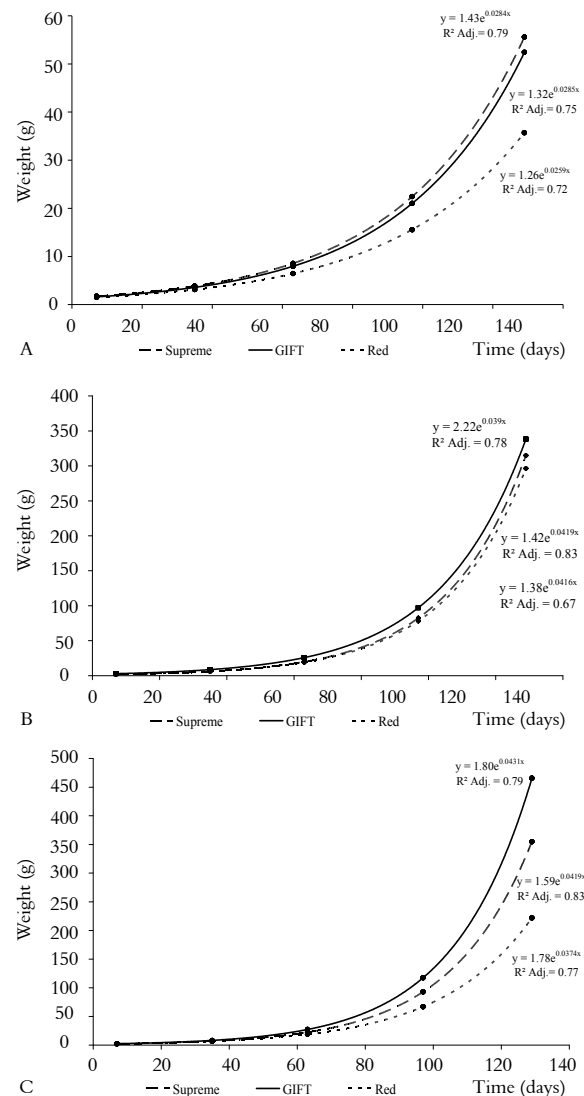 60
50
40
30
20
10
0
Weight (g)
y = 1.43e^0.0284x
R² Adj.= 0.79
y = 1.32e^0.0285x
R² Adj.= 0.75
y = 1.26e^0.0259x
R² Adj.= 0.72
0 20 40 60 80 100 120 140
A
Supreme GIFT Red
Time (days)
400
350
300
250
200
150
100
50
0
Weight (g)
y = 2.22e^0.039x
R² Adj. = 0.78
y = 1.42e^0.0419x
R² Adj. = 0.83
y = 1.38e^0.0416x
R² Adj. = 0.67
0 20 40 60 80 100 120 140
B
Supreme GIFT Red
Time (days)
500
450
400
350
300
250
200
150
100
50
0
Weight (g)
y = 1.80e^0.0431x
R² Adj. = 0.79
y = 1.59e^0.0419x
R² Adj. = 0.83
y = 1.78e^0.0374x
R² Adj. = 0.77
0 20 40 60 80 100 120 140
C
Supreme GIFT Red
Time (days)